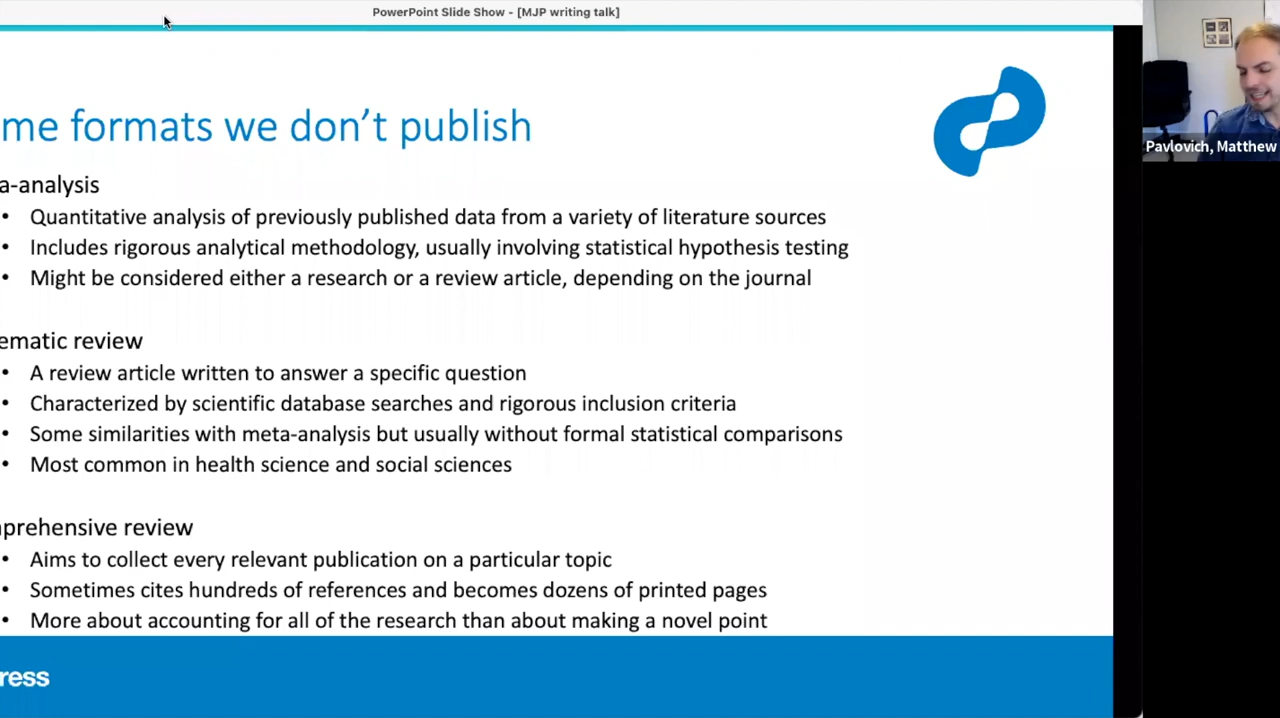 PowerPoint Slide Show - [MJP writing talk]
me formats we don't publish
a-analysis
• Quantitative analysis of previously published data from a variety of literature sources
• Includes rigorous analytical methodology, usually involving statistical hypothesis testing
• Might be considered either a research or a review article, depending on the journal
ematic review
• A review article written to answer a specific question
• Characterized by scientific database searches and rigorous inclusion criteria
• Some similarities with meta-analysis but usually without formal statistical comparisons
• Most common in health science and social sciences
prehensive review
• Aims to collect every relevant publication on a particular topic
• Sometimes cites hundreds of references and becomes dozens of printed pages
• More about accounting for all of the research than about making a novel point
ress
Pavlovich, Matthew